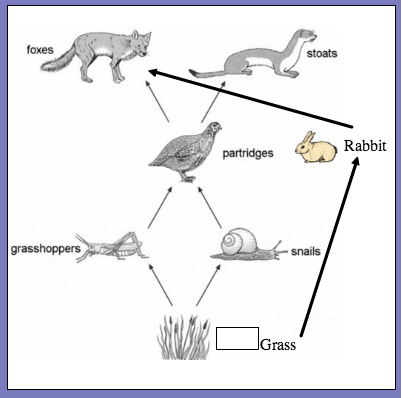 foxes
stoats
partridges
Rabbit
grasshoppers
snails
Grass